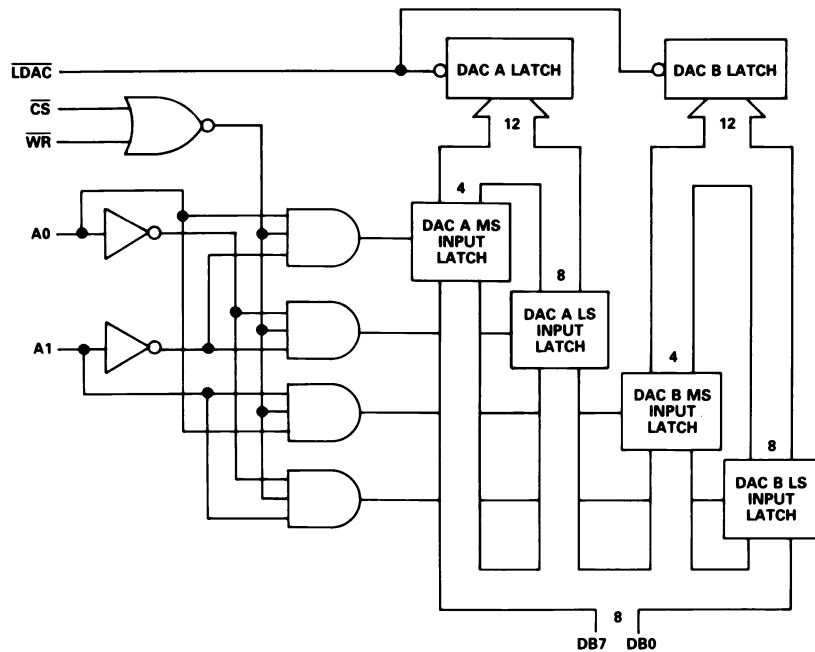 LDAC
DAC A LATCH
DAC B LATCH
CS
WR
12
12
4
A0
DAC A MS
INPUT
LATCH
8
DAC A LS
INPUT
LATCH
A1
4
DAC B MS
INPUT
LATCH
8
DAC B LS
INPUT
LATCH
8
DB7 DB0